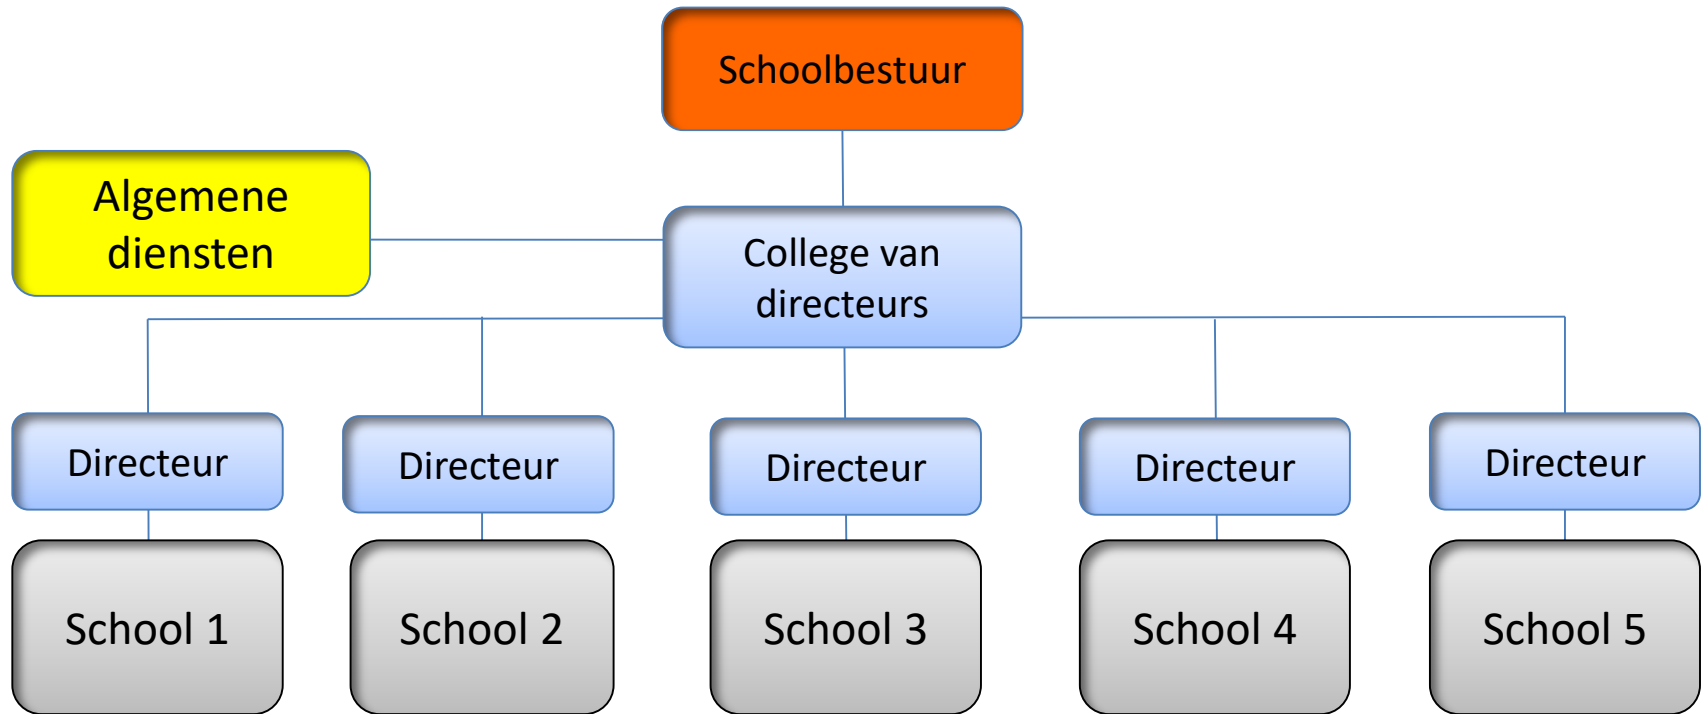 Schoolbestuur
Algemene
diensten
College van
directeurs
Directeur
Directeur
Directeur
Directeur
Directeur
School 1
School 2
School 3
School 4
School 5